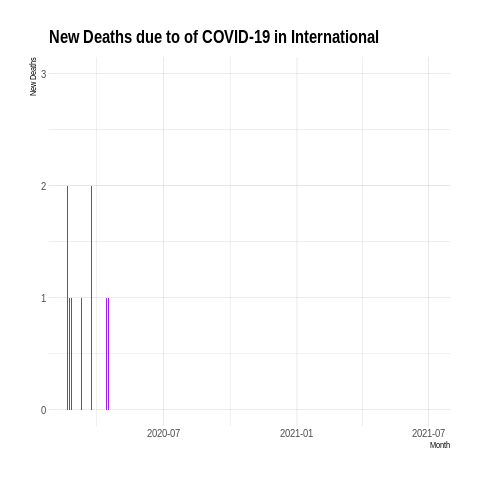 New Deaths due to of COVID-19 in International
New Deaths
3
2
1
0
2020-07
2021-01
2021-07
Month